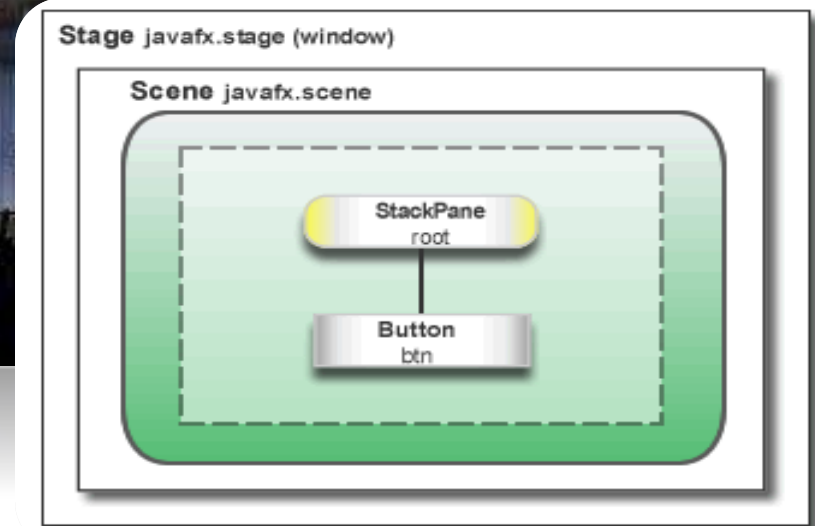 Stage javafx.stage (window)
Scene javafx.scene
StackPane
root
Button
btn